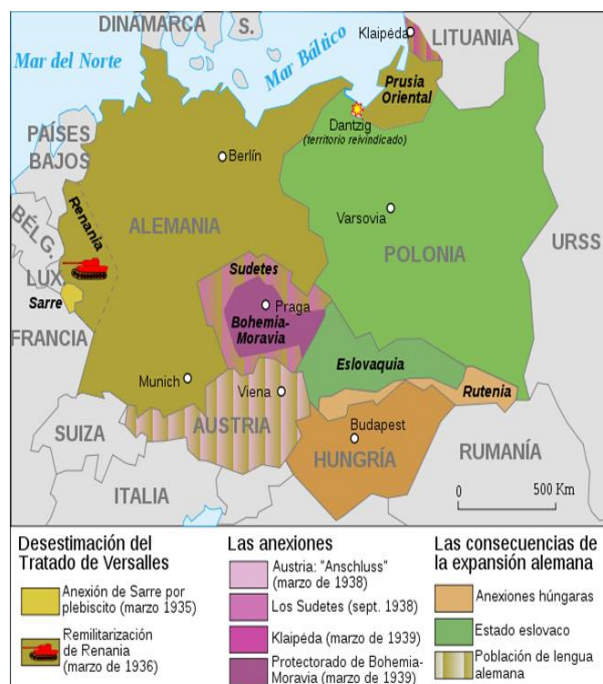 DINAMARCA
S.
Mar del Norte
Mar Báltico
Klaipėda
LITUANIA
Prusia
Oriental
Dantzig
(territorio reivindicado)
PAÍSES
BAJOS
Berlín
Renania
ALEMANIA
Varsovia
POLONIA
URSS
BÉLG.
LUX.
Sarre
FRANCIA
Sudetes
Praga
Bohemia-
Moravia
Eslovaquia
Rutenia
Munich
Viena
AUSTRIA
Budapest
HUNGRÍA
RUMANÍA
SUIZA
ITALIA
0
500 Km
Desestimación del
Tratado de Versalles
Anexión de Sarre por
plebiscito (marzo 1935)
Remilitarización
de Renania
(marzo de 1936)
Las anexiones
Austria: "Anschluss"
(marzo de 1938)
Los Sudetes (sept. 1938)
Klaipėda (marzo de 1939)
Protectorado de Bohemia-
Moravia (marzo de 1939)
Las consecuencias de
la expansión alemana
Anexiones húngaras
Estado eslovaco
Población de lengua
alemana